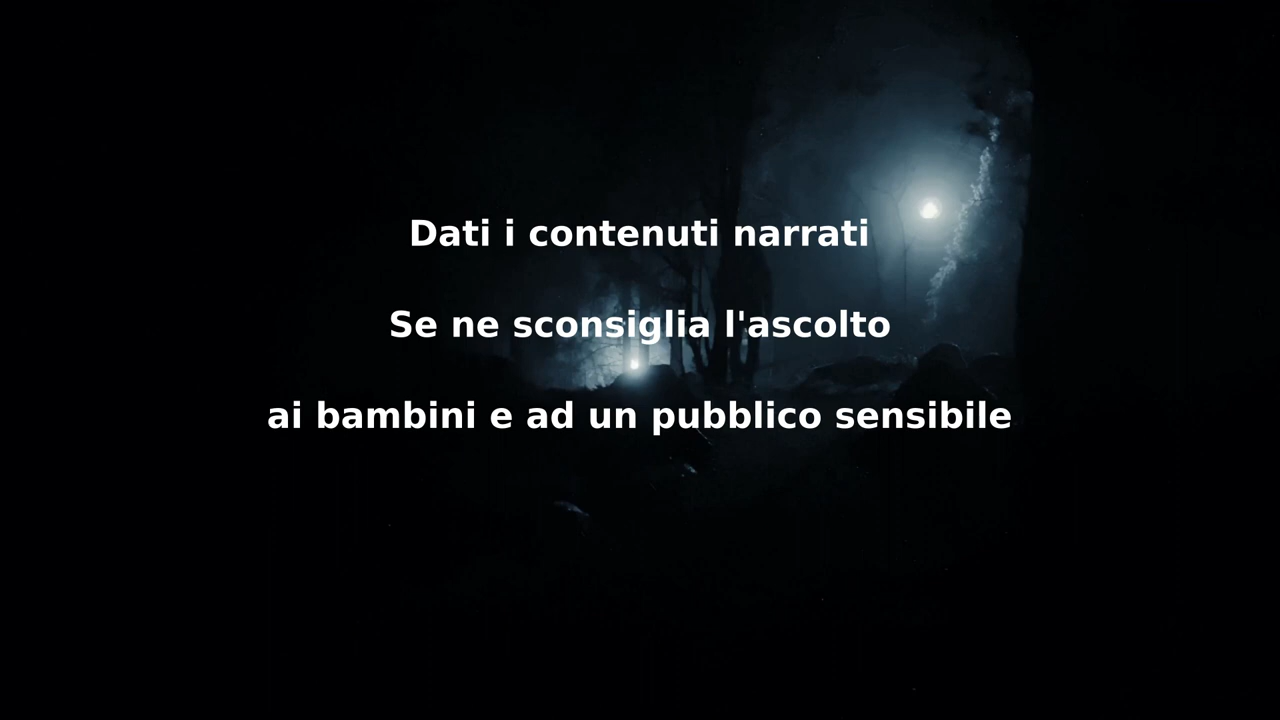 Dati i contenuti narrati
Se ne sconsiglia l'ascolto
ai bambini e ad un pubblico sensibile